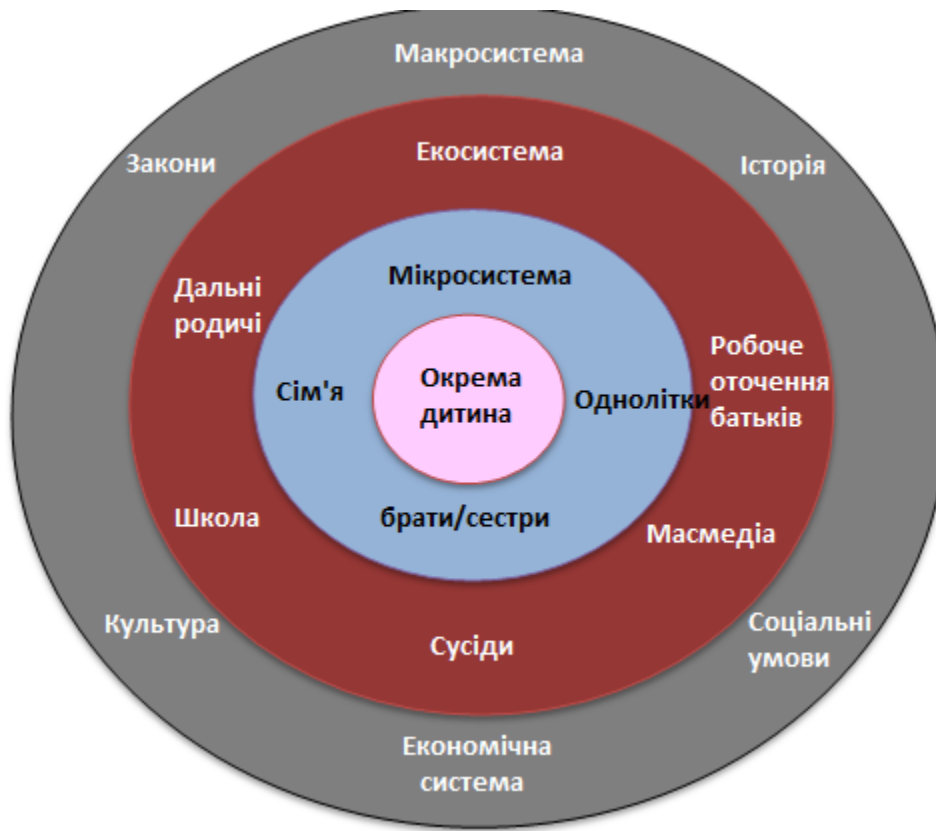 Макросистема
Екосистема
Закони
Історія
Мікросистема
Дальні
родичі
Робоче
оточення
батьків
Сім'я
Окрема
дитина
Однолітки
Школа
брати/сестри
Масмедіа
Культура
Сусіди
Соціальні
умови
Економічна
система